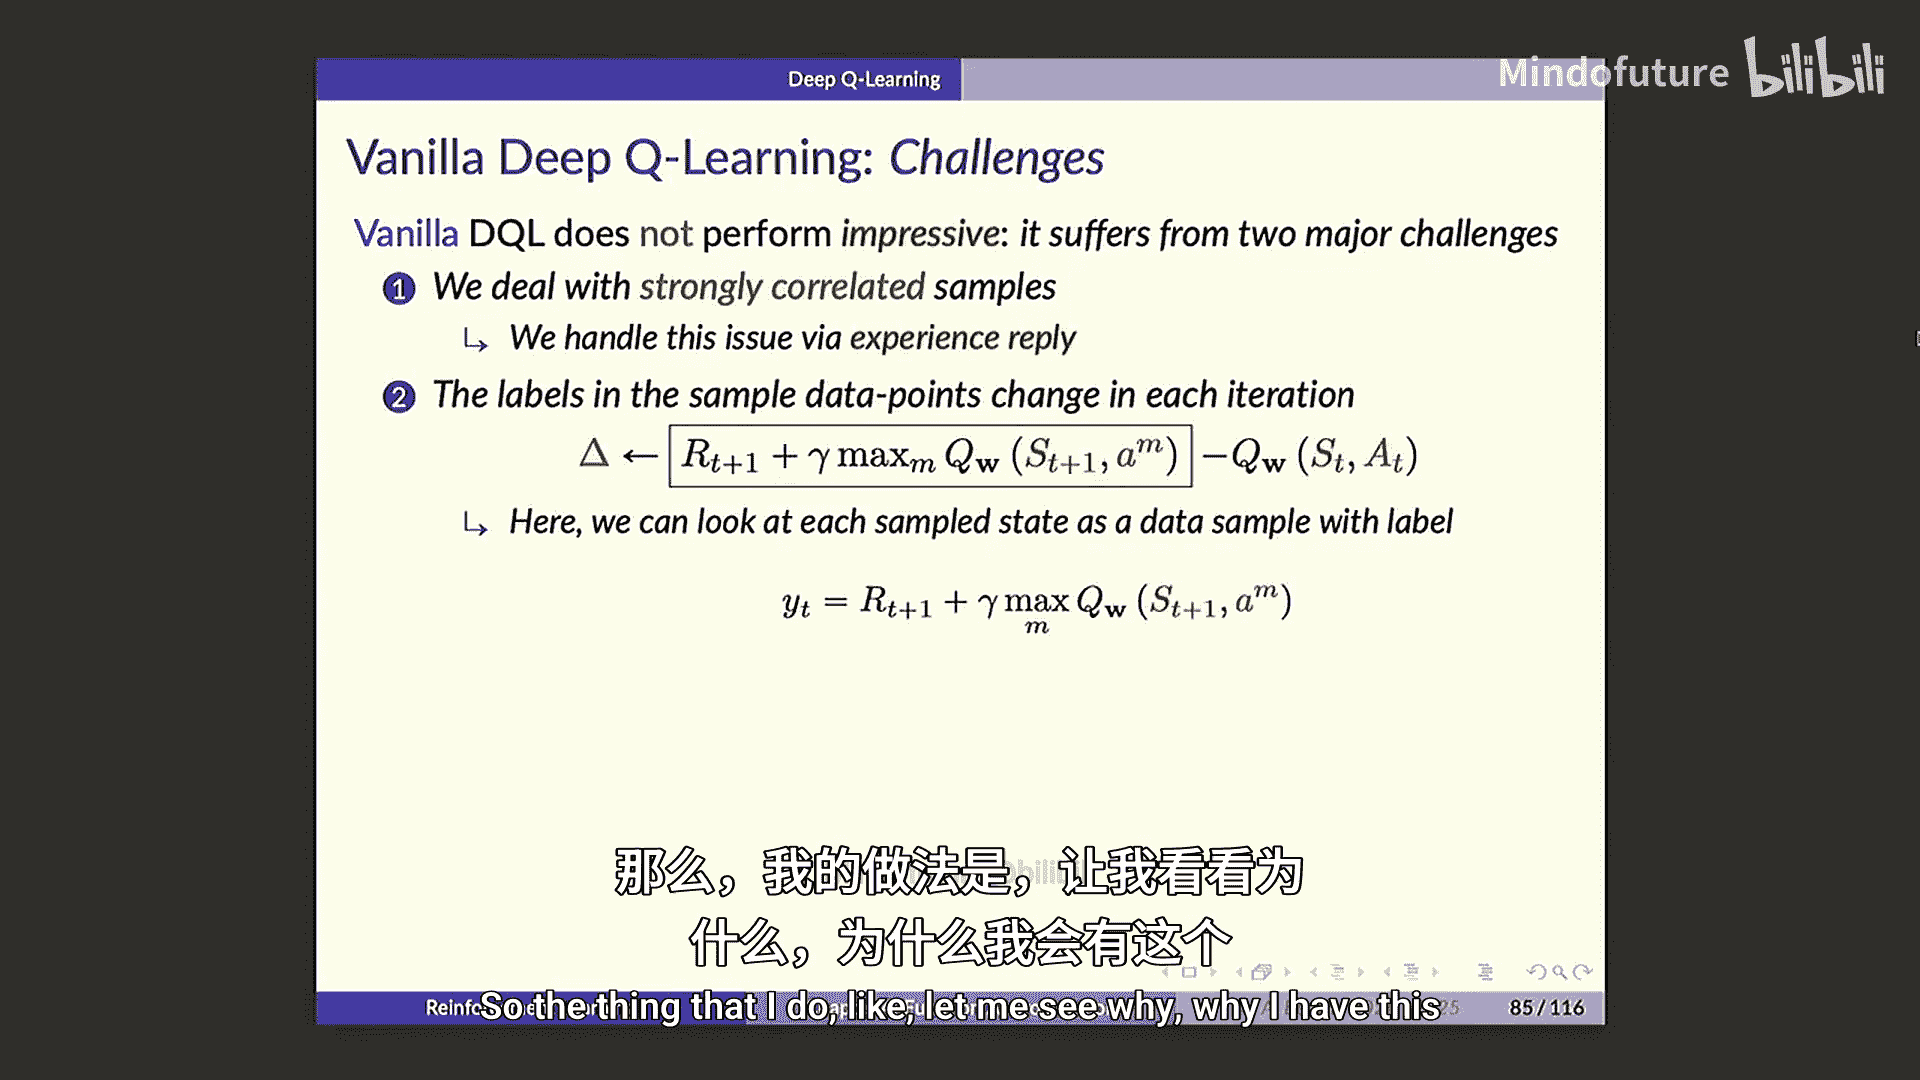 Deep Q-Learning
Mindofuture bilibili
Vanilla Deep Q-Learning: Challenges
Vanilla DQL does not perform impressive: it suffers from two major challenges
1 We deal with strongly correlated samples
↳ We handle this issue via experience reply
2 The labels in the sample data-points change in each iteration
Δ ← R_{t+1} + γ max_m Q_w (S_{t+1}, a^m) − Q_w (S_t, A_t)
↳ Here, we can look at each sampled state as a data sample with label
y_t = R_{t+1} + γ max_m Q_w (S_{t+1}, a^m)
那么，我的做法是，让我看看为
什么，为什么我会有这个
So the thing that I do, like, let me see why, why I have this
85 / 116